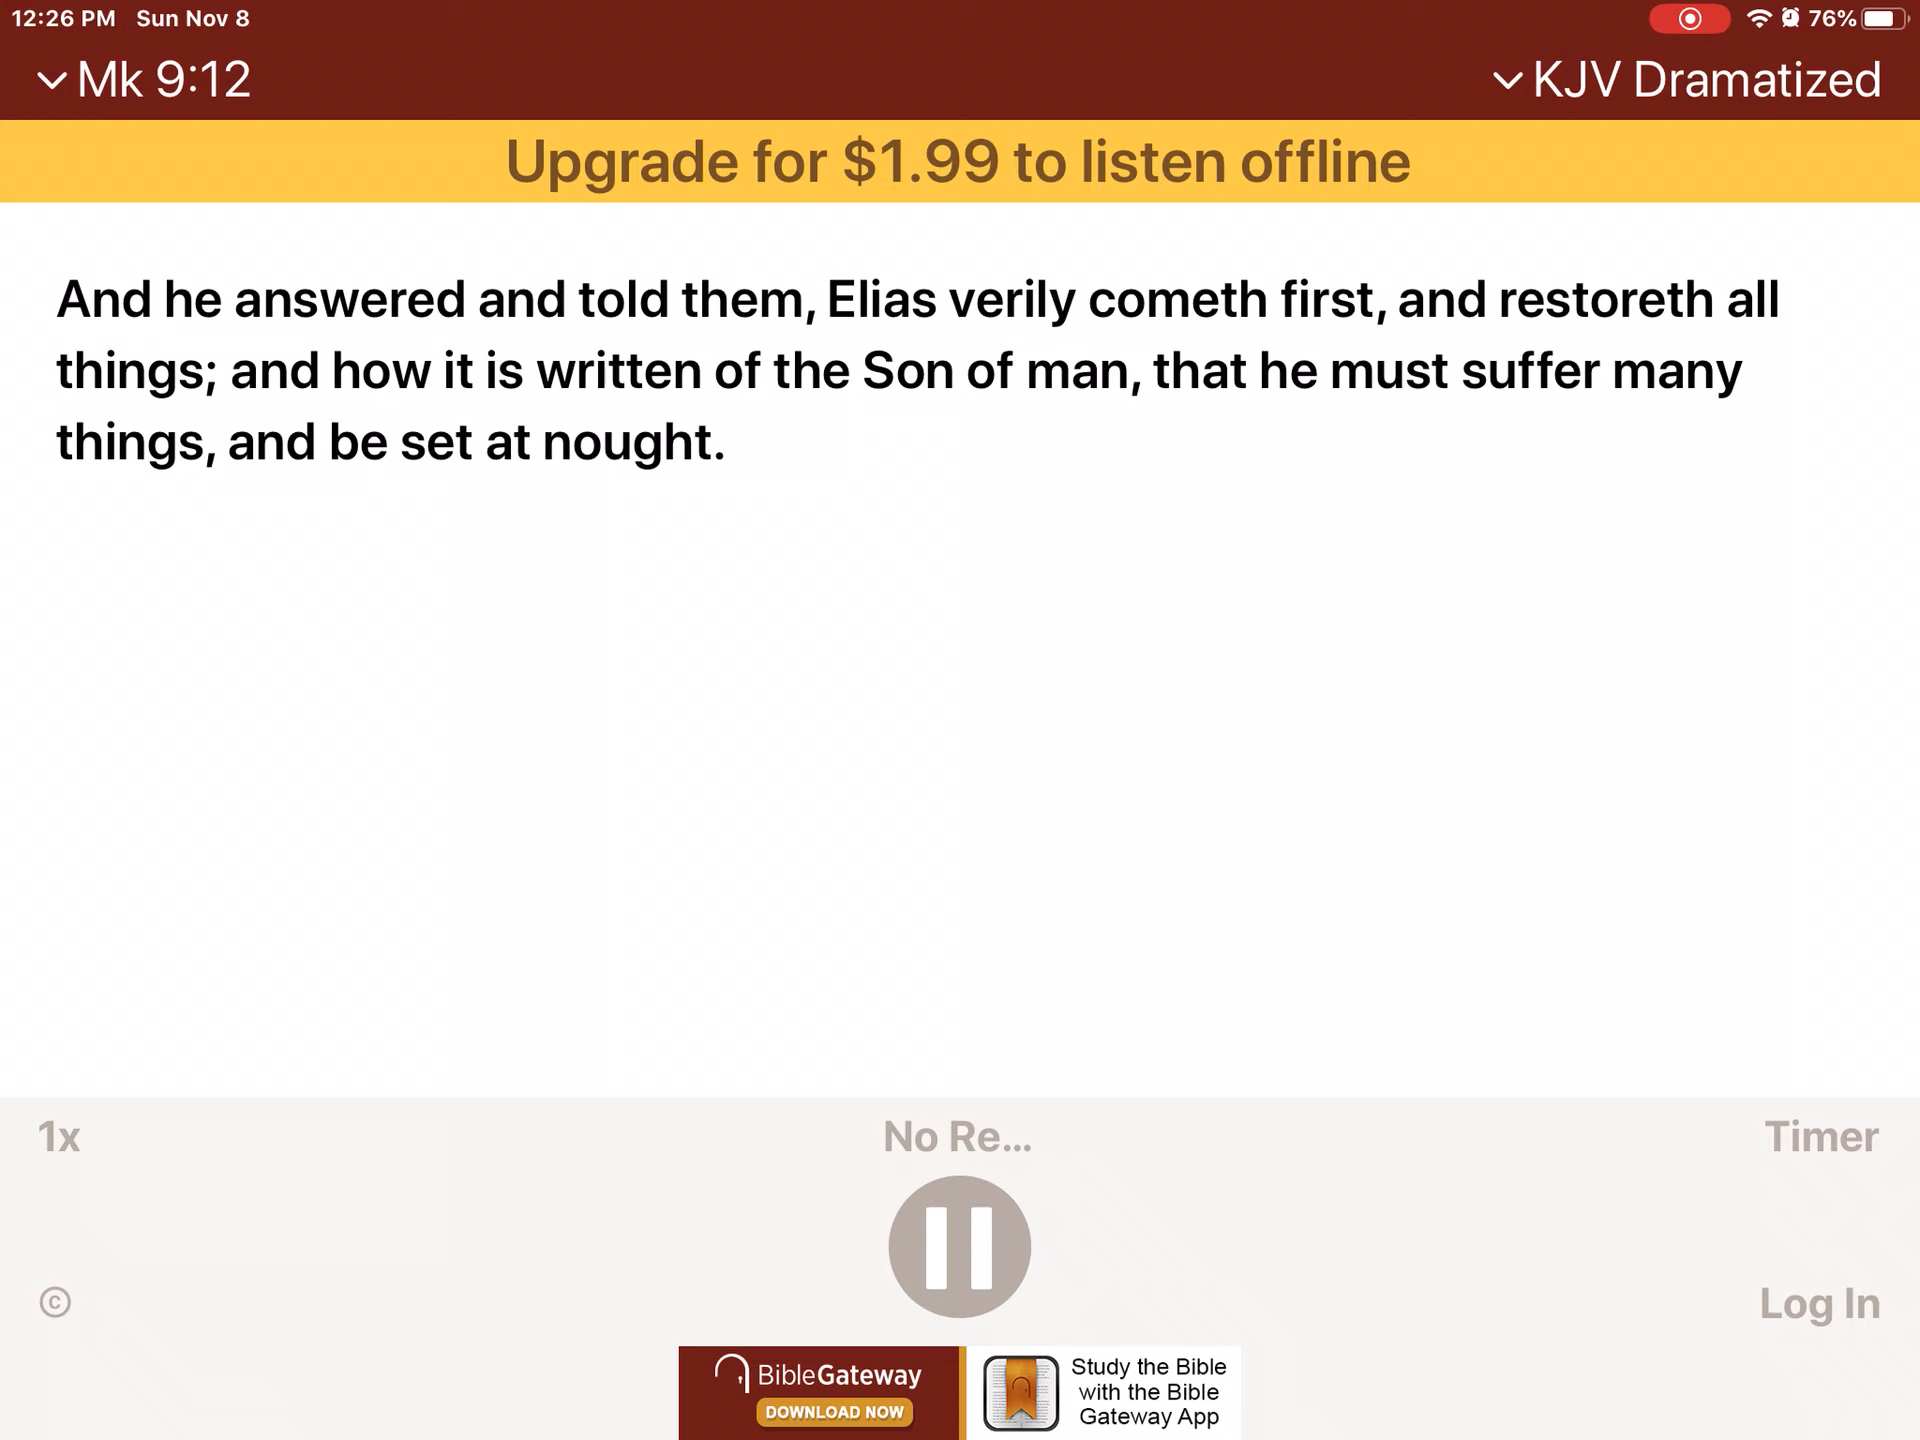 12:26 PM Sun Nov 8 76%
Mk 9:12 KJV Dramatized
Upgrade for $1.99 to listen offline
And he answered and told them, Elias verily cometh first, and restoreth all
things; and how it is written of the Son of man, that he must suffer many
things, and be set at nought.
1x No Re... Timer
© Log In
BibleGateway
DOWNLOAD NOW
Study the Bible
with the Bible
Gateway App